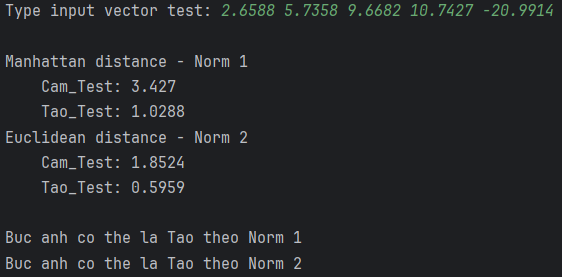 Type input vector test: 2.6588 5.7358 9.6682 10.7427 -20.9914
Manhattan distance - Norm 1
Cam_Test: 3.427
Tao_Test: 1.0288
Euclidean distance - Norm 2
Cam_Test: 1.8524
Tao_Test: 0.5959
Buc anh co the la Tao theo Norm 1
Buc anh co the la Tao theo Norm 2